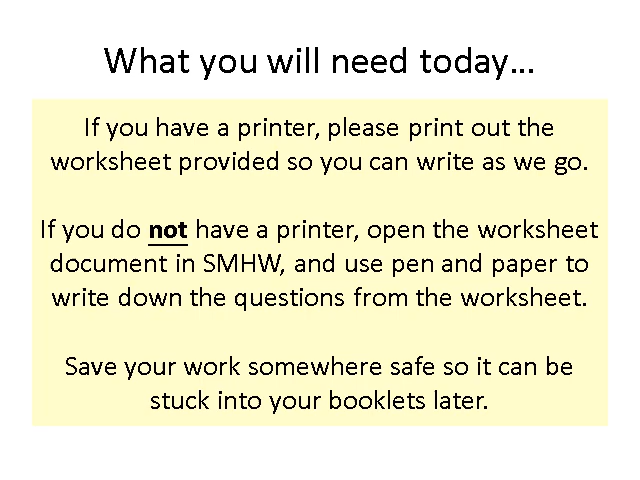 What you will need today…
If you have a printer, please print out the
worksheet provided so you can write as we go.
If you do not have a printer, open the worksheet
document in SMHW, and use pen and paper to
write down the questions from the worksheet.
Save your work somewhere safe so it can be
stuck into your booklets later.